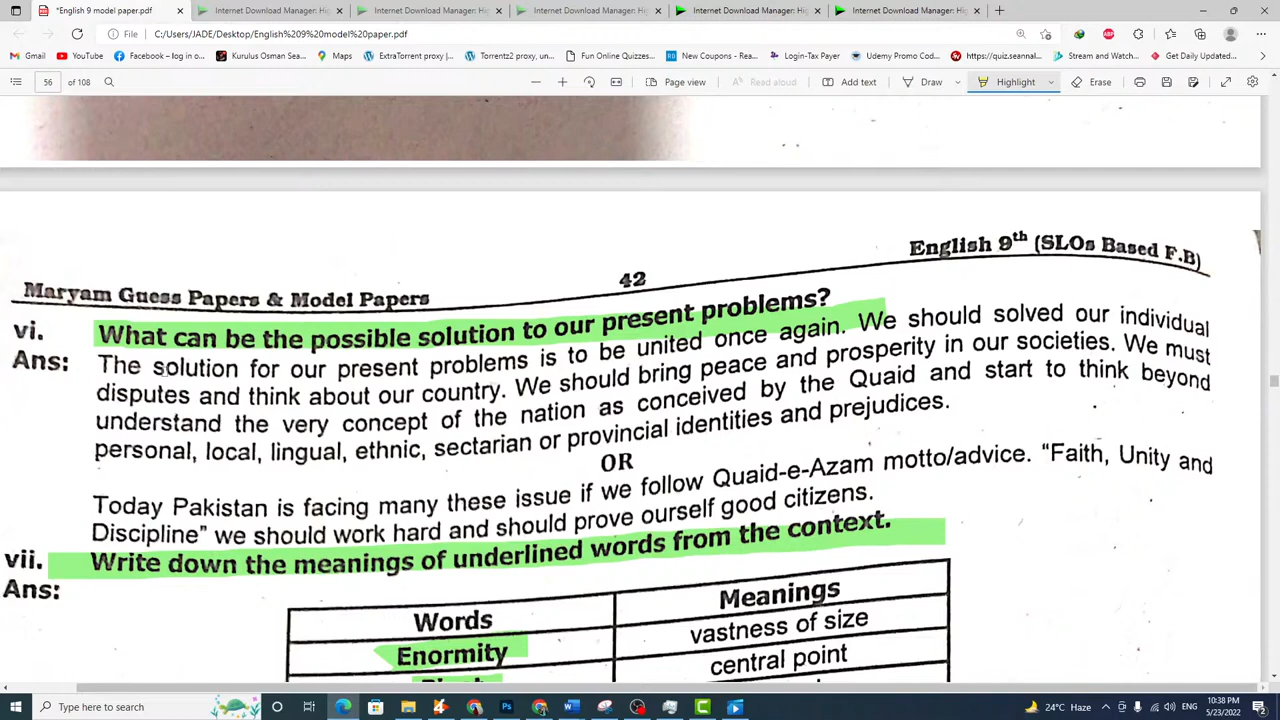 *English 9 model paper.pdf
Internet Download Manager: Hig
Internet Download Manager: Hig
Internet Download Manager: Hig
Internet Download Manager: Hig
Internet Download Manager: Hig
File
C:/Users/JADE/Desktop/English%209%20model%20paper.pdf
Gmail
YouTube
Facebook – log i...
Kurulus Osman Sea...
Maps
ExtraTorrent proxy |...
Torrentz2 proxy, un...
Fun Online Quizzes...
New Coupons - Rea...
Login-Tax Payer
Udemy Promo Cod...
https://quiz.seannal...
Stream and Watch...
Get Daily Updated...
56 of 108
Page view
Read aloud
Add text
Draw
Highlight
Erase
English 9th (SLOs Based F.B)
42
Maryam Guess Papers & Model Papers
vi. What can be the possible solution to our present problems?
Ans: The solution for our present problems is to be united once again. We should solved our individual
disputes and think about our country. We should bring peace and prosperity in our societies. We must
understand the very concept of the nation as conceived by the Quaid and start to think beyond
personal, local, lingual, ethnic, sectarian or provincial identities and prejudices.
OR
Today Pakistan is facing many these issue if we follow Quaid-e-Azam motto/advice. “Faith, Unity and
Discipline” we should work hard and should prove ourself good citizens.
vii. Write down the meanings of underlined words from the context.
Ans:
Words Meanings
Enormity vastness of size
central point
Type here to search
24°C Haze
ENG
10:38 PM
5/23/2022